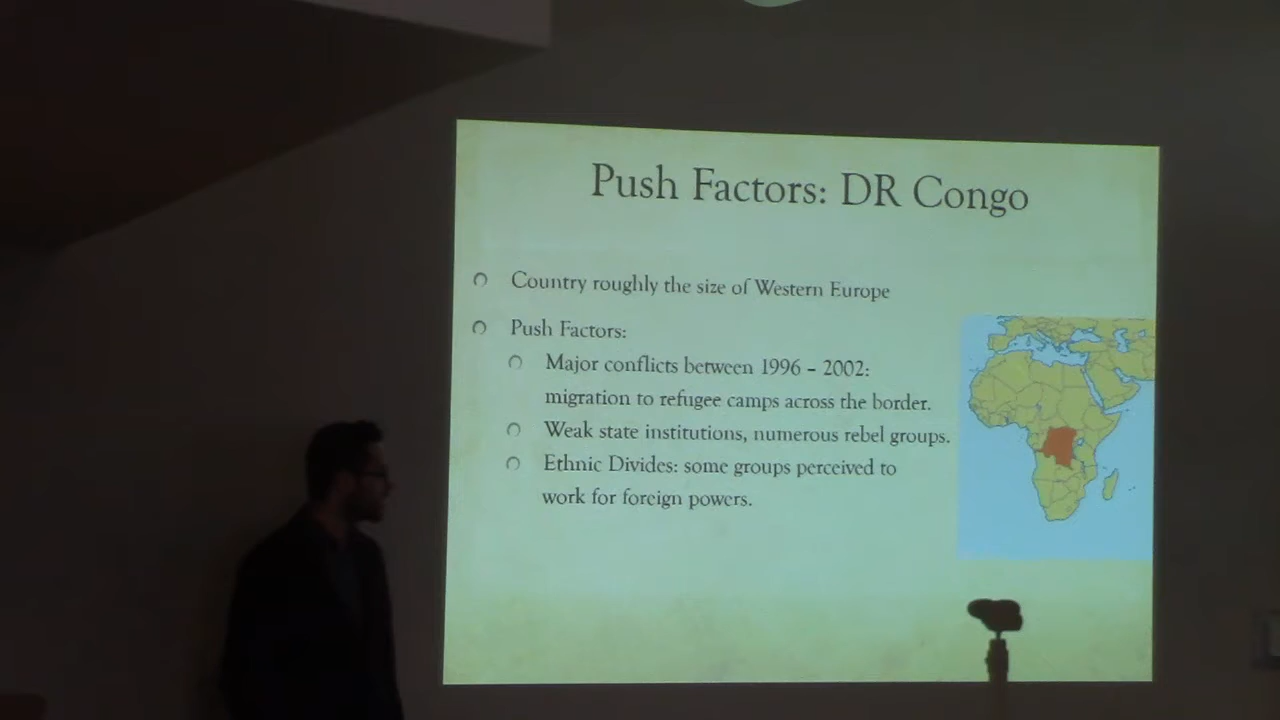 Push Factors: DR Congo
Country roughly the size of Western Europe
Push Factors:
Major conflicts between 1996 – 2002:
migration to refugee camps across the border.
Weak state institutions, numerous rebel groups.
Ethnic Divides: some groups perceived to
work for foreign powers.